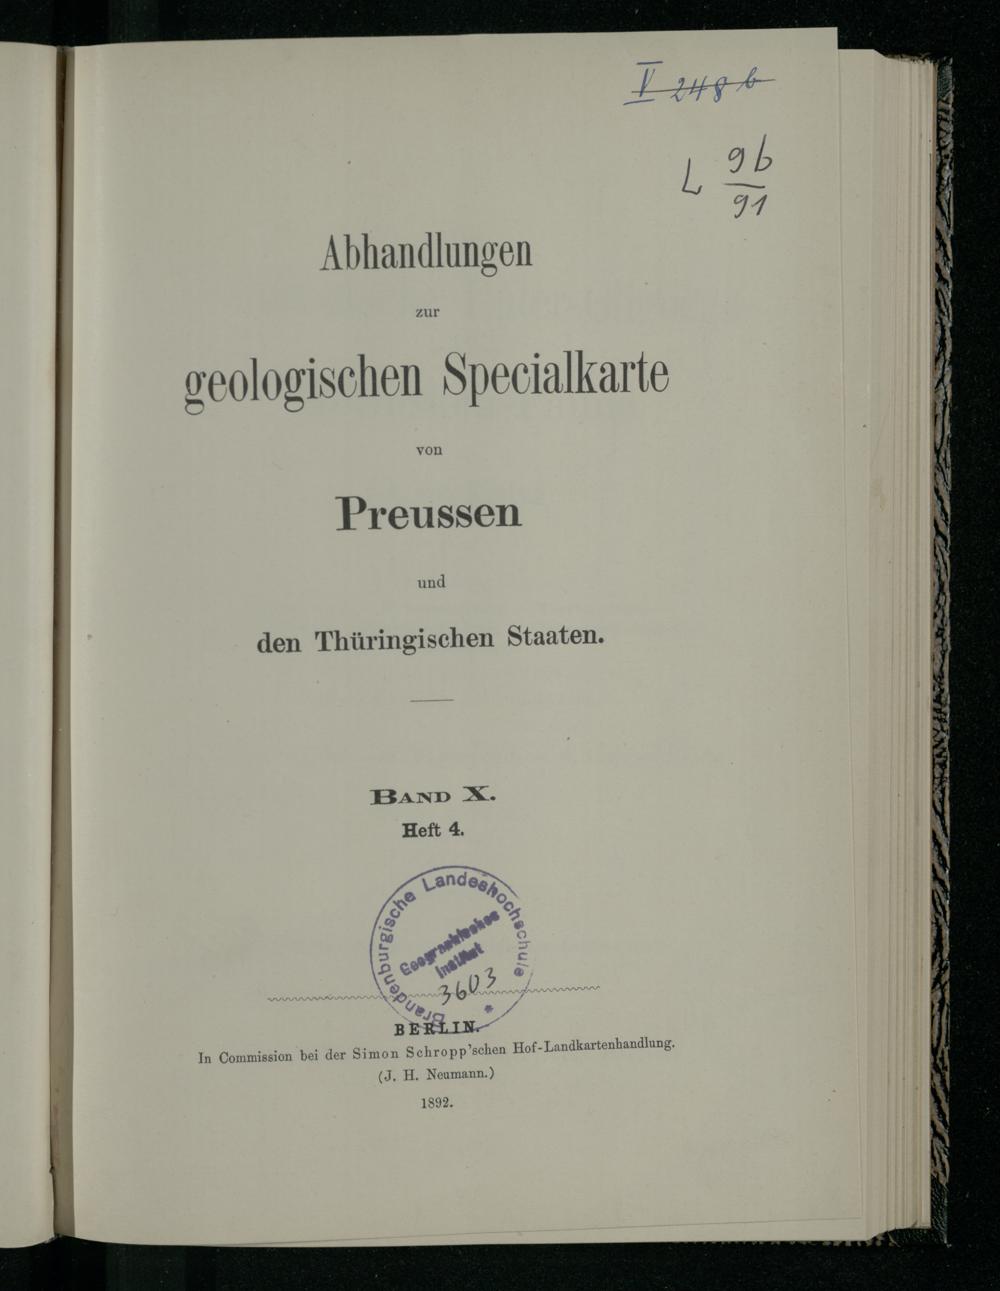 V 248 b
L 9b
91
Abhandlungen
zur
geologischen Specialkarte
von
Preussen
und
den Thüringischen Staaten.
BAND X.
Heft 4.
Brandenburgische Landeshochschule *
Geographisches
Institut
3603
BERLIN.
In Commission bei der Simon Schropp'schen Hof-Landkartenhandlung.
(J. H. Neumann.)
1892.